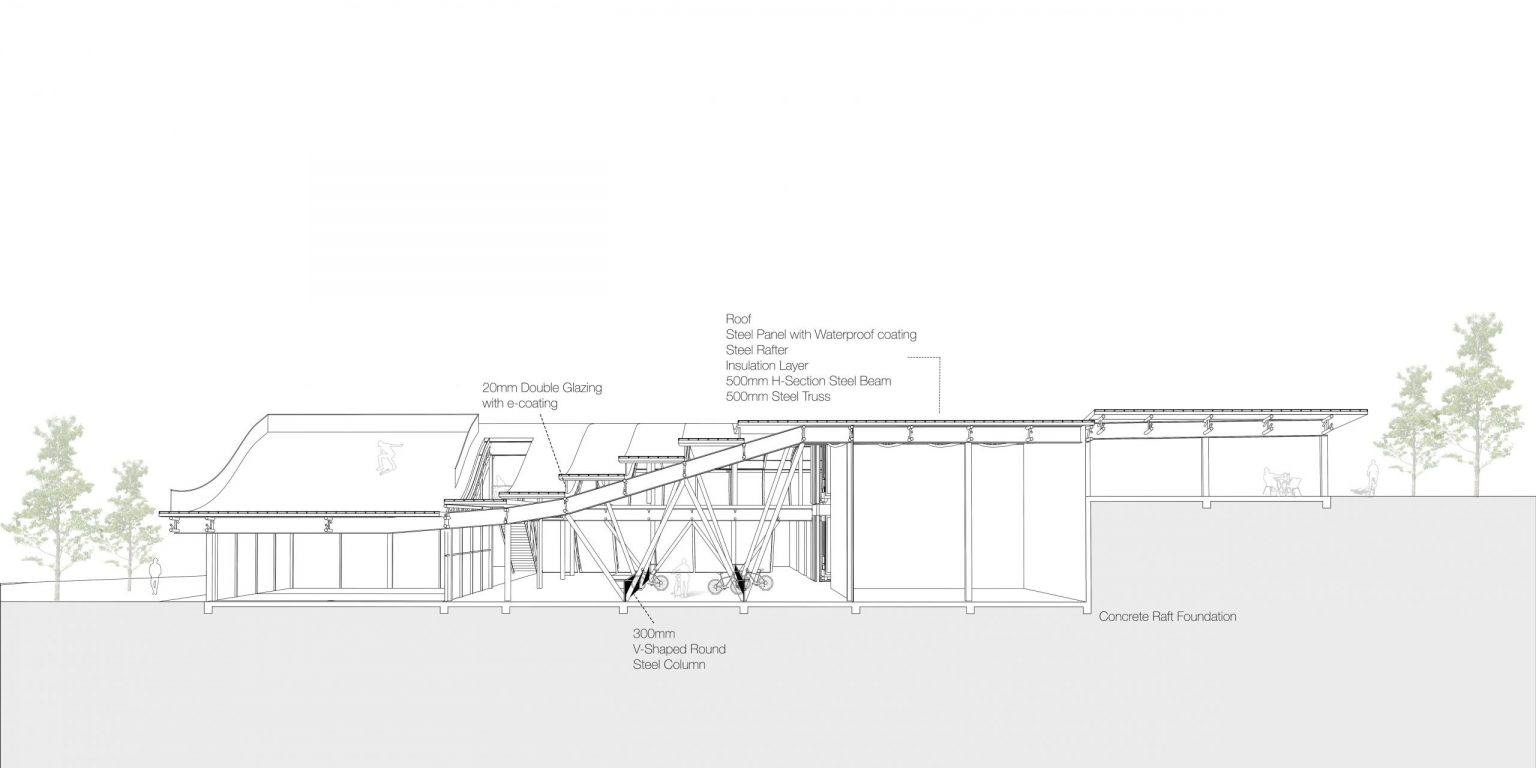 Roof
Steel Panel with Waterproof coating
Steel Rafter
Insulation Layer
500mm H-Section Steel Beam
500mm Steel Truss
20mm Double Glazing
with e-coating
Concrete Raft Foundation
300mm
V-Shaped Round
Steel Column